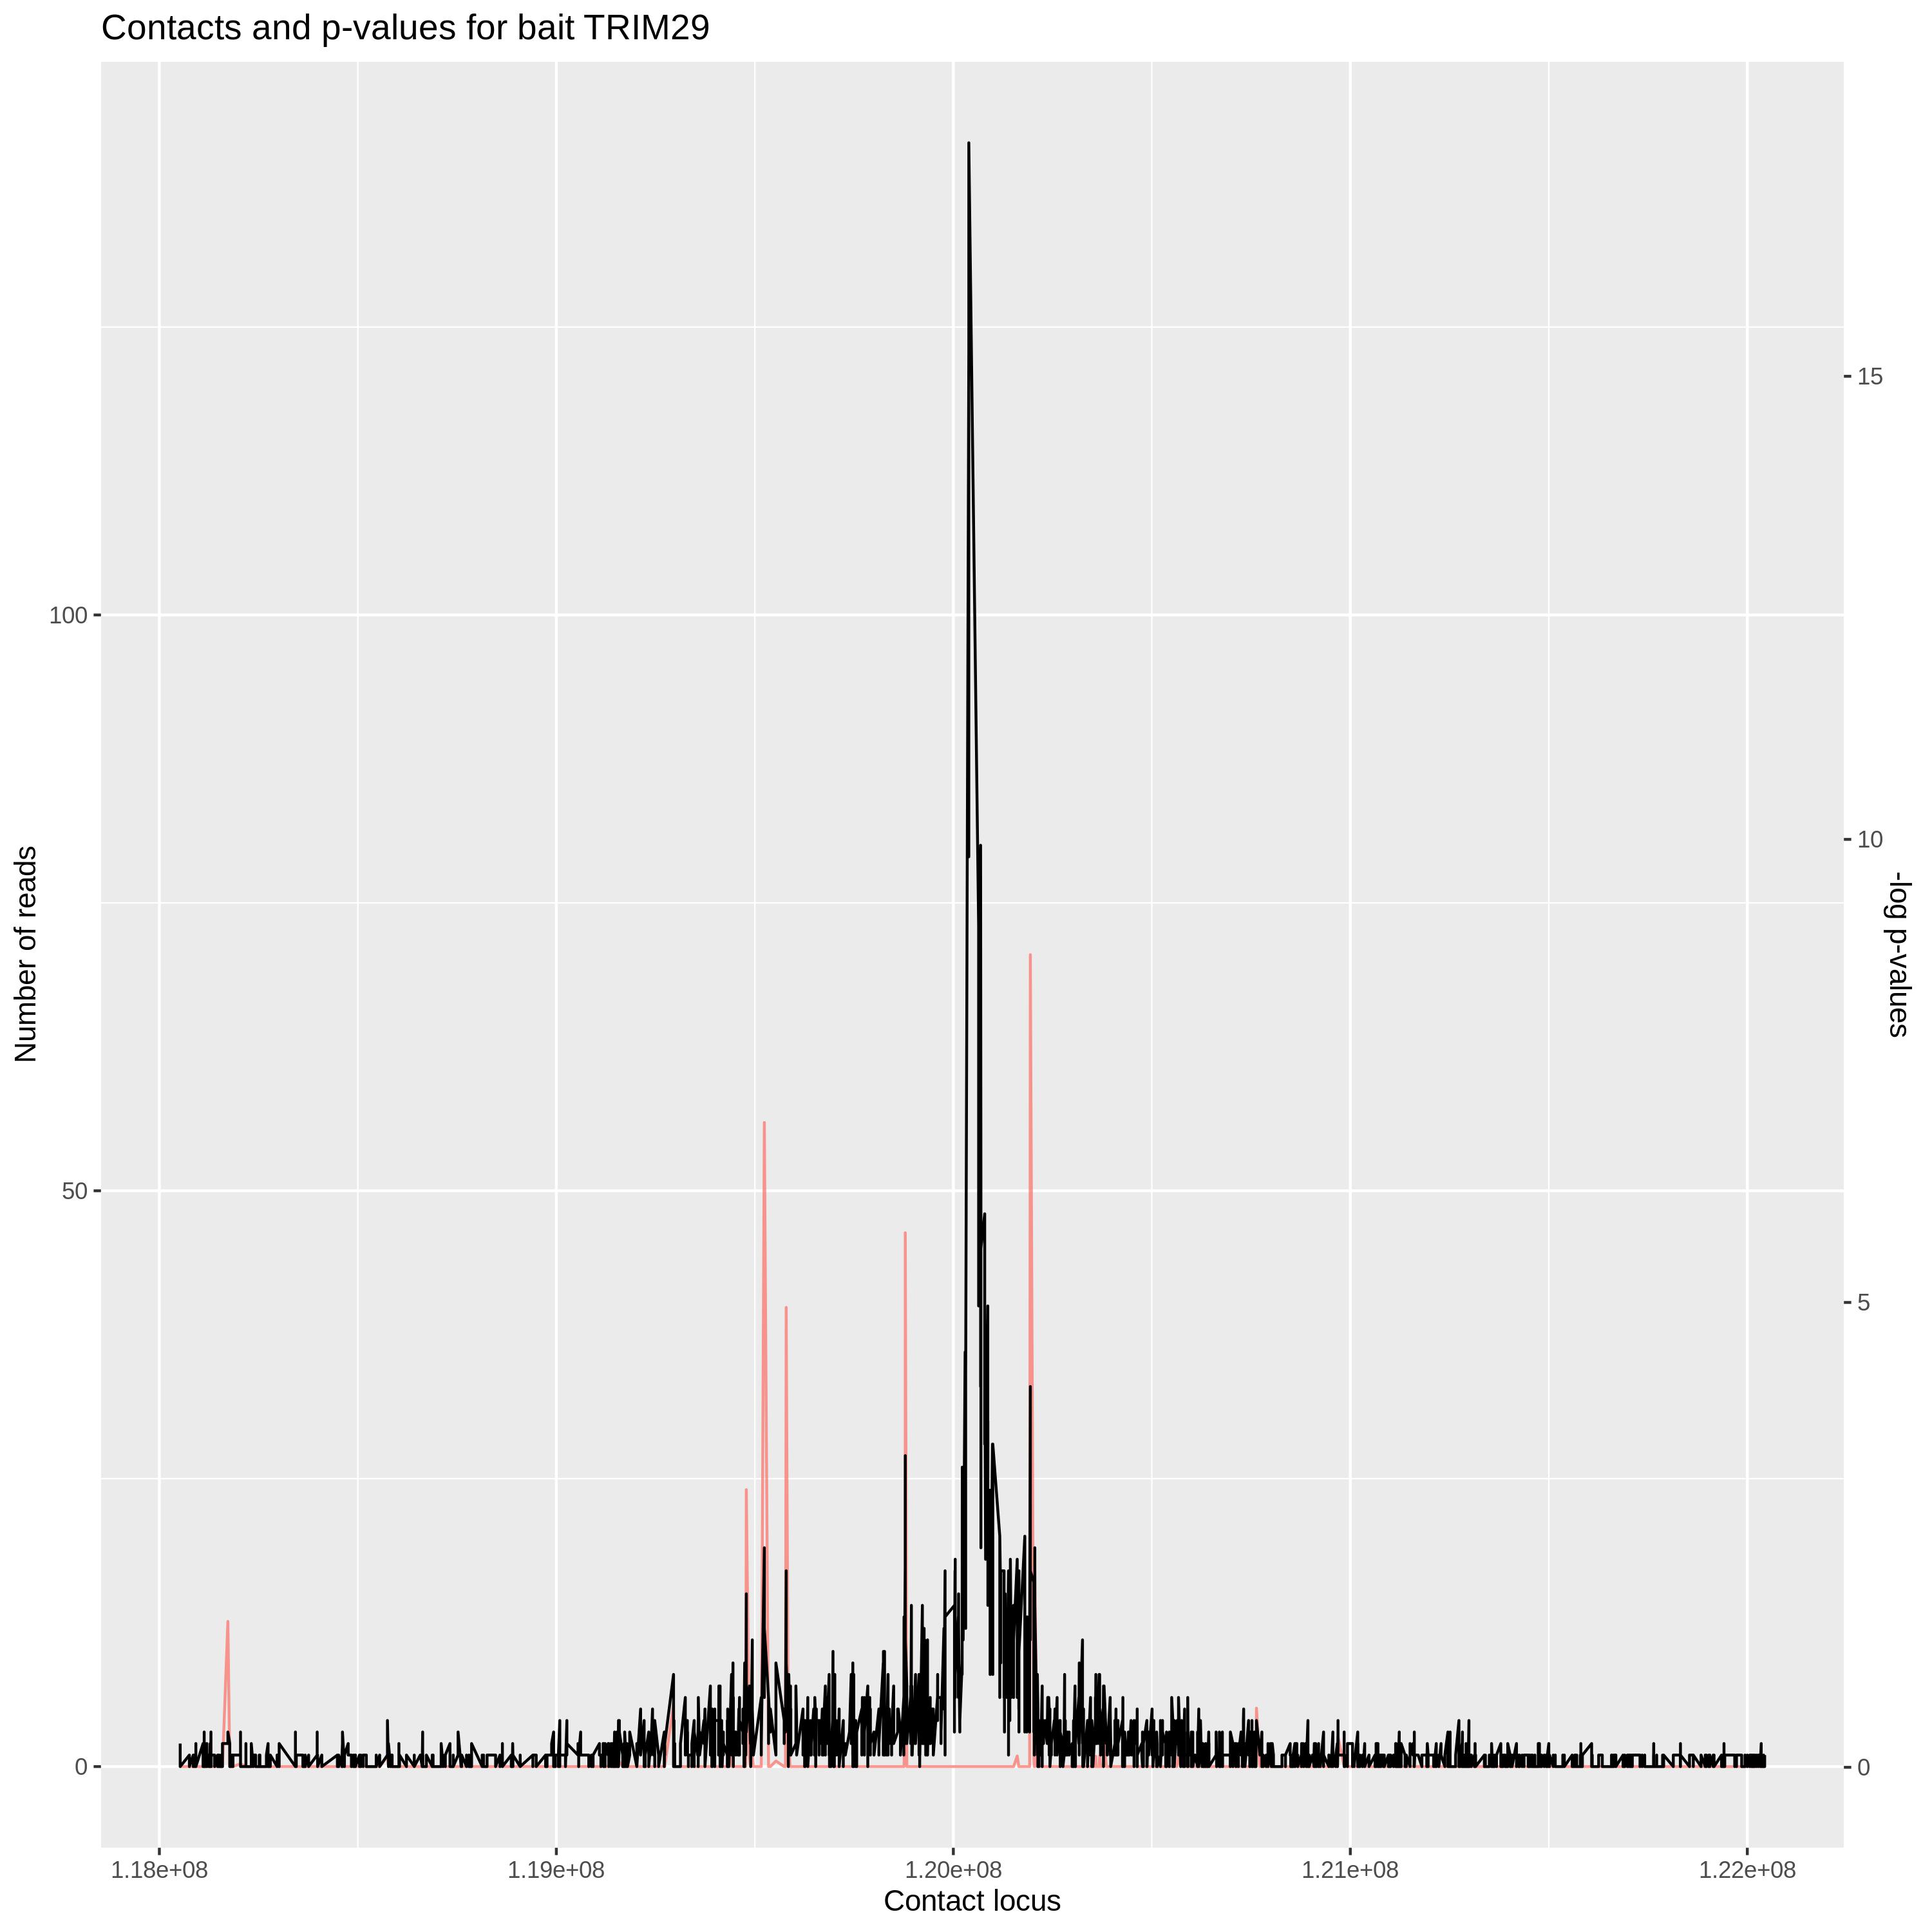 Contacts and p-values for bait TRIM29
Number of reads
100
50
0
15
10
5
0
-log p-values
1.18e+08
1.19e+08
1.20e+08
1.21e+08
1.22e+08
Contact locus